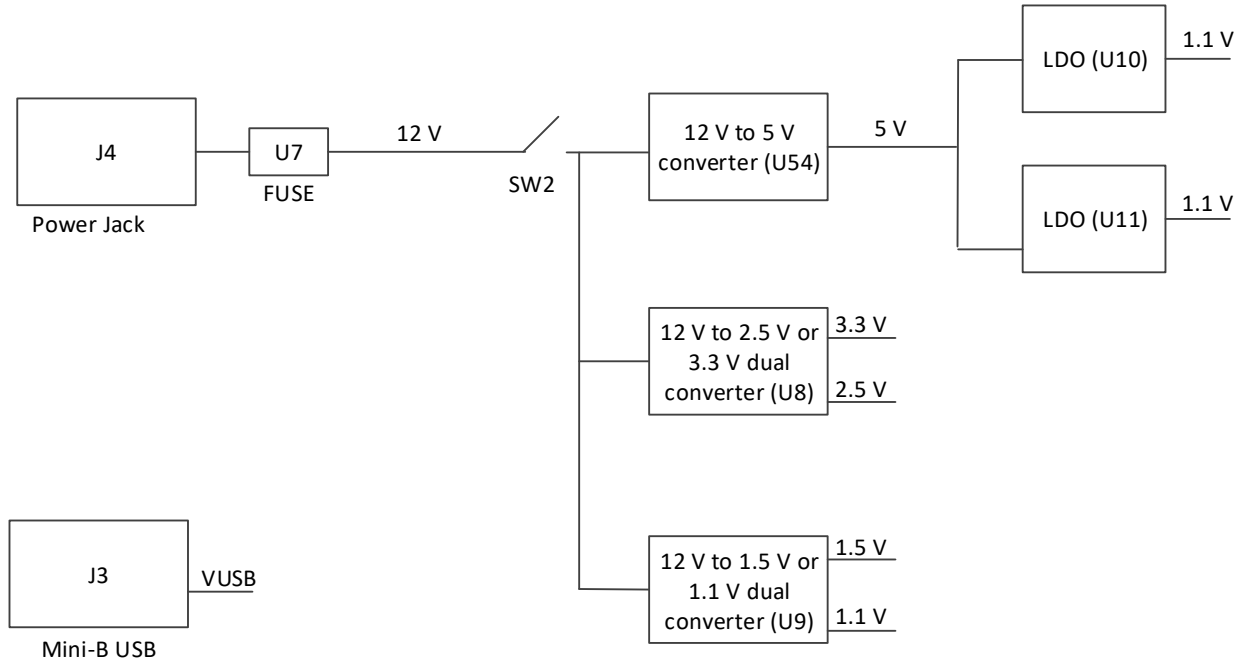 J4
Power Jack
U7
FUSE
12 V
SW2
12 V to 5 V
converter (U54)
5 V
LDO (U10)
1.1 V
LDO (U11)
1.1 V
12 V to 2.5 V or
3.3 V dual
converter (U8)
3.3 V
2.5 V
J3
VUSB
Mini-B USB
12 V to 1.5 V or
1.1 V dual
converter (U9)
1.5 V
1.1 V